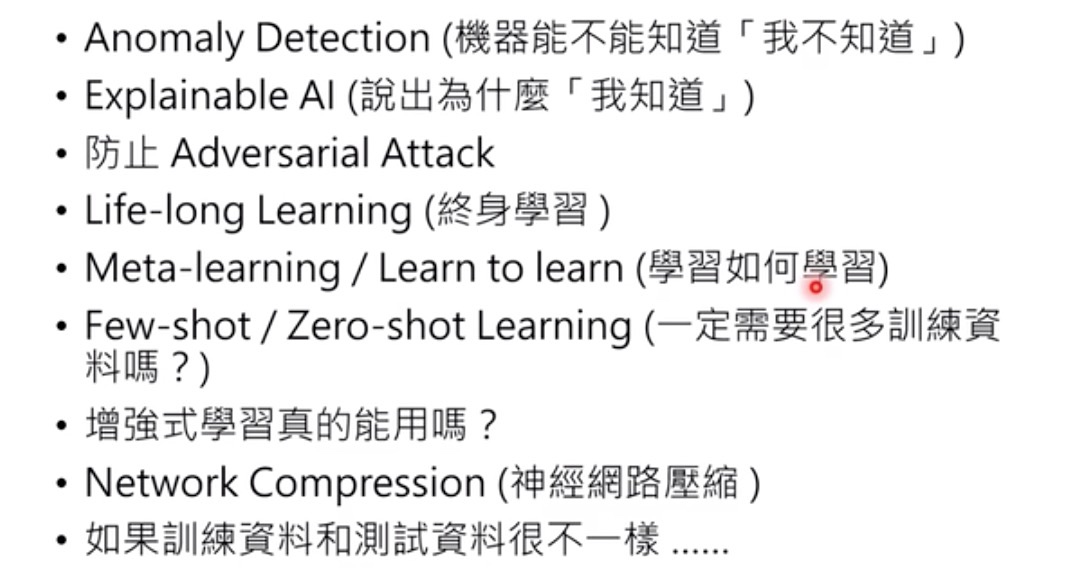 • Anomaly Detection (機器能不能知道「我不知道」)
• Explainable AI (說出為什麼「我知道」)
• 防止 Adversarial Attack
• Life-long Learning (終身學習)
• Meta-learning / Learn to learn (學習如何學習)
• Few-shot / Zero-shot Learning (一定需要很多訓練資
料嗎？)
• 增強式學習真的能用嗎？
• Network Compression (神經網路壓縮)
• 如果訓練資料和測試資料很不一樣 ......